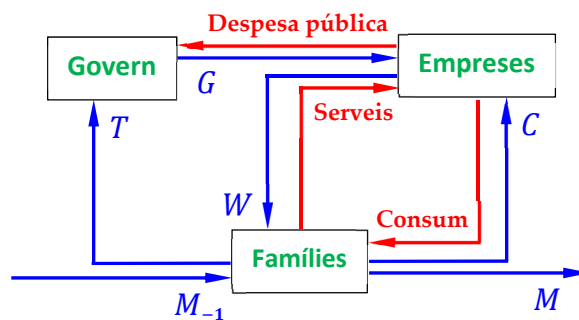 Despesa pública
Govern
Empreses
G
T
Serveis
C
W
Consum
Famílies
M₋₁
M